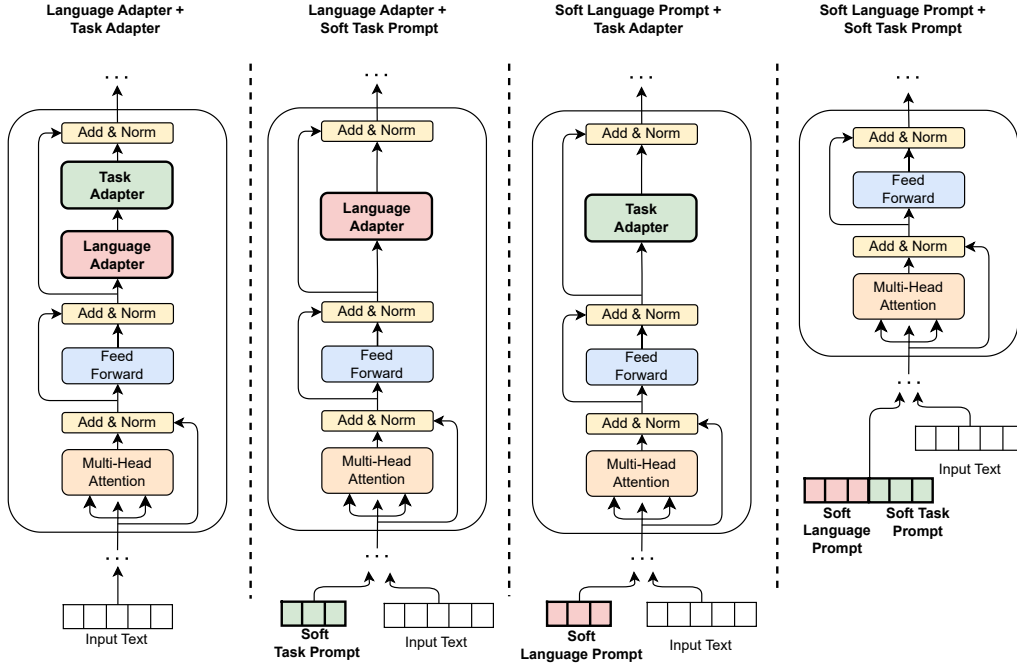 Language Adapter +
Task Adapter
. . .
Add & Norm
Task
Adapter
Language
Adapter
Add & Norm
Feed
Forward
Add & Norm
Multi-Head
Attention
. . .
Input Text
Language Adapter +
Soft Task Prompt
. . .
Add & Norm
Language
Adapter
Add & Norm
Feed
Forward
Add & Norm
Multi-Head
Attention
. . .
Soft
Task Prompt
Input Text
Soft Language Prompt +
Task Adapter
. . .
Add & Norm
Task
Adapter
Add & Norm
Feed
Forward
Add & Norm
Multi-Head
Attention
. . .
Soft
Language Prompt
Input Text
Soft Language Prompt +
Soft Task Prompt
. . .
Add & Norm
Feed
Forward
Add & Norm
Multi-Head
Attention
. . .
Input Text
Soft
Language
Prompt
Soft Task
Prompt